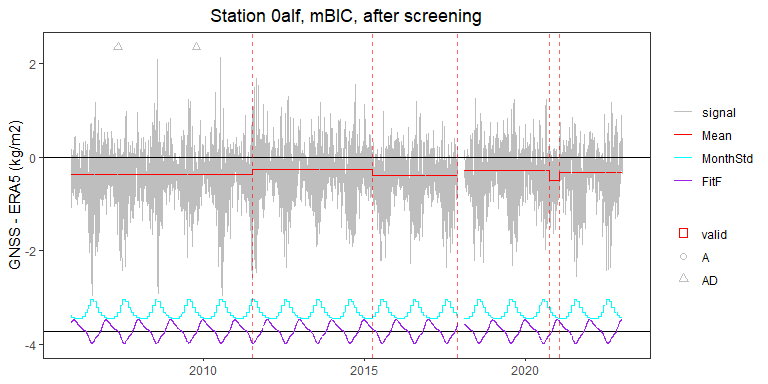 Station 0alf, mBIC, after screening
GNSS - ERA5 (kg/m2)
2
0
-2
-4
2010
2015
2020
signal
Mean
MonthStd
FitF
valid
A
AD